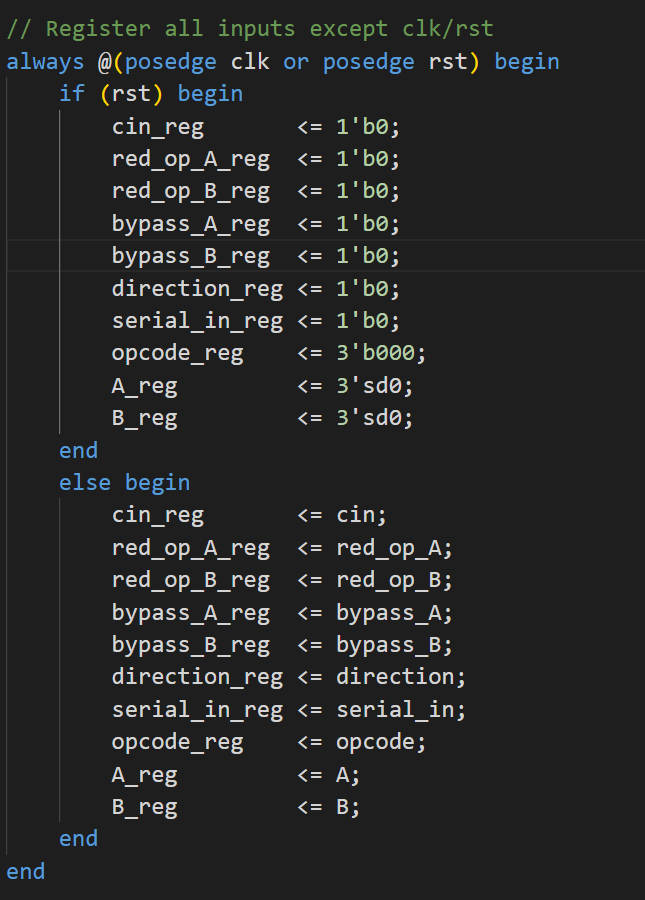 // Register all inputs except clk/rst
always @(posedge clk or posedge rst) begin
if (rst) begin
cin_reg <= 1'b0;
red_op_A_reg <= 1'b0;
red_op_B_reg <= 1'b0;
bypass_A_reg <= 1'b0;
bypass_B_reg <= 1'b0;
direction_reg <= 1'b0;
serial_in_reg <= 1'b0;
opcode_reg <= 3'b000;
A_reg <= 3'sd0;
B_reg <= 3'sd0;
end
else begin
cin_reg <= cin;
red_op_A_reg <= red_op_A;
red_op_B_reg <= red_op_B;
bypass_A_reg <= bypass_A;
bypass_B_reg <= bypass_B;
direction_reg <= direction;
serial_in_reg <= serial_in;
opcode_reg <= opcode;
A_reg <= A;
B_reg <= B;
end
end